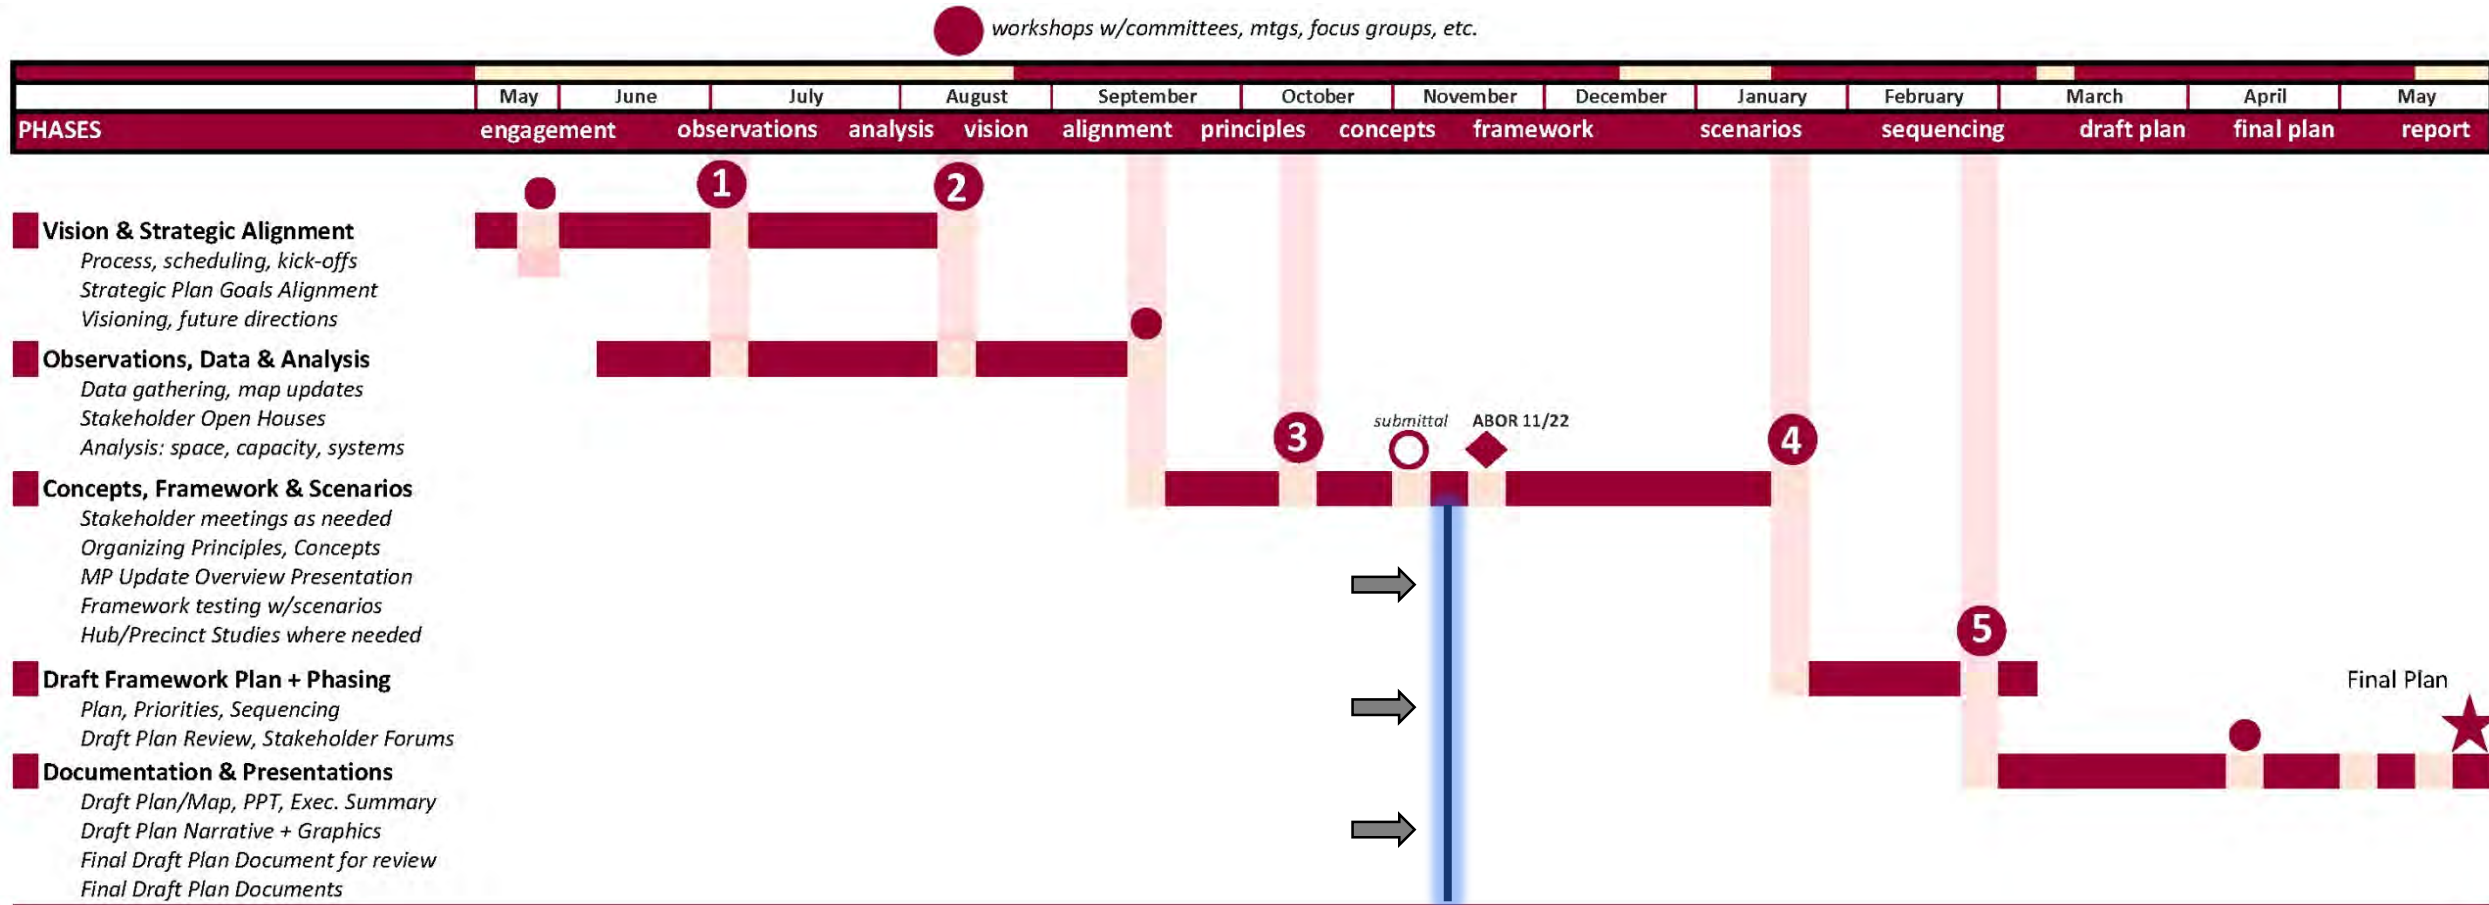 workshops w/committees, mtgs, focus groups, etc.
May June July August September October November December January February March April May
PHASES engagement observations analysis vision alignment principles concepts framework scenarios sequencing draft plan final plan report
1 2
Vision & Strategic Alignment
Process, scheduling, kick-offs
Strategic Plan Goals Alignment
Visioning, future directions
Observations, Data & Analysis
Data gathering, map updates
Stakeholder Open Houses
Analysis: space, capacity, systems
3 submittal ABOR 11/22 4
Concepts, Framework & Scenarios
Stakeholder meetings as needed
Organizing Principles, Concepts
MP Update Overview Presentation
Framework testing w/scenarios
Hub/Precinct Studies where needed
5
Draft Framework Plan + Phasing
Final Plan
Plan, Priorities, Sequencing
Draft Plan Review, Stakeholder Forums
Documentation & Presentations
Draft Plan/Map, PPT, Exec. Summary
Draft Plan Narrative + Graphics
Final Draft Plan Document for review
Final Draft Plan Documents